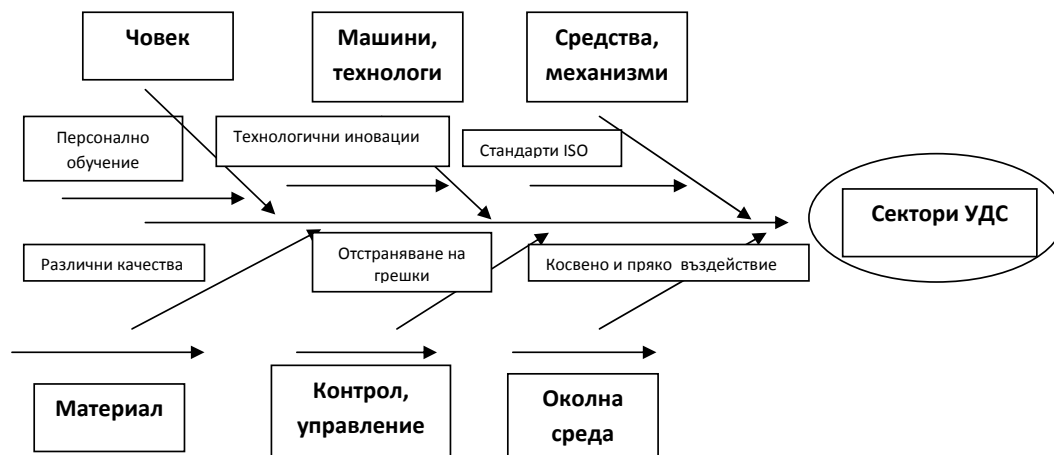 Човек
Машини,
технологи
Средства,
механизми
Персонално
обучение
Технологични иновации
Стандарти ISO
Сектори УДС
Различни качества
Отстраняване на
грешки
Косвено и пряко въздействие
Материал
Контрол,
управление
Околна
среда